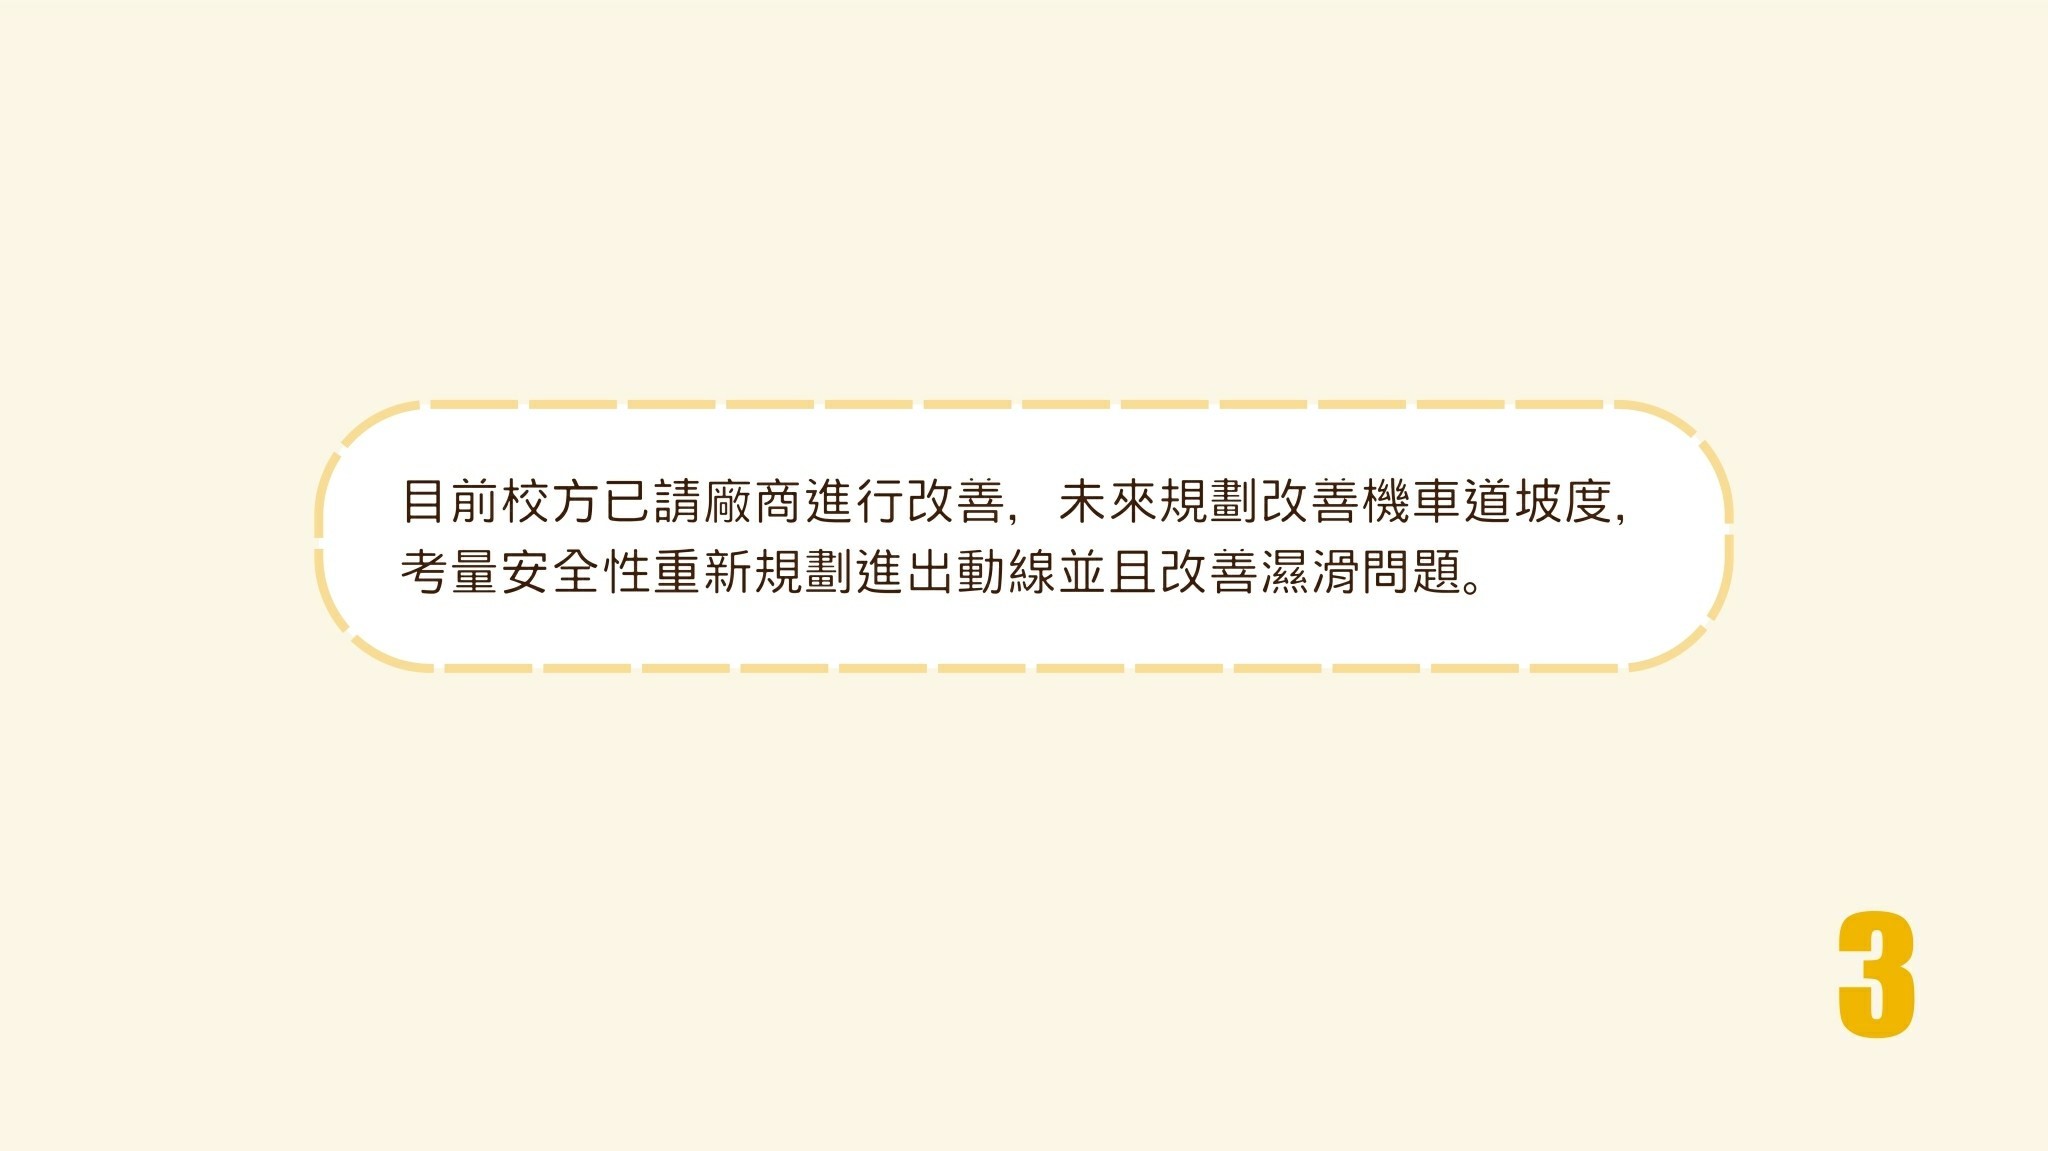 目前校方已請廠商進行改善，未來規劃改善機車道坡度，
考量安全性重新規劃進出動線並且改善濕滑問題。
3